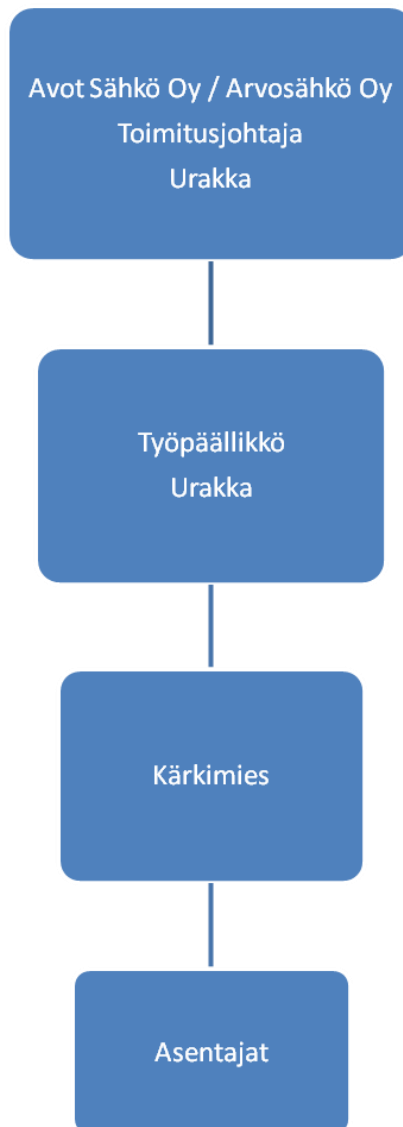 Avot Sähkö Oy / Arvosähkö Oy
Toimitusjohtaja
Urakka
Työpäällikkö
Urakka
Kärkimies
Asentajat